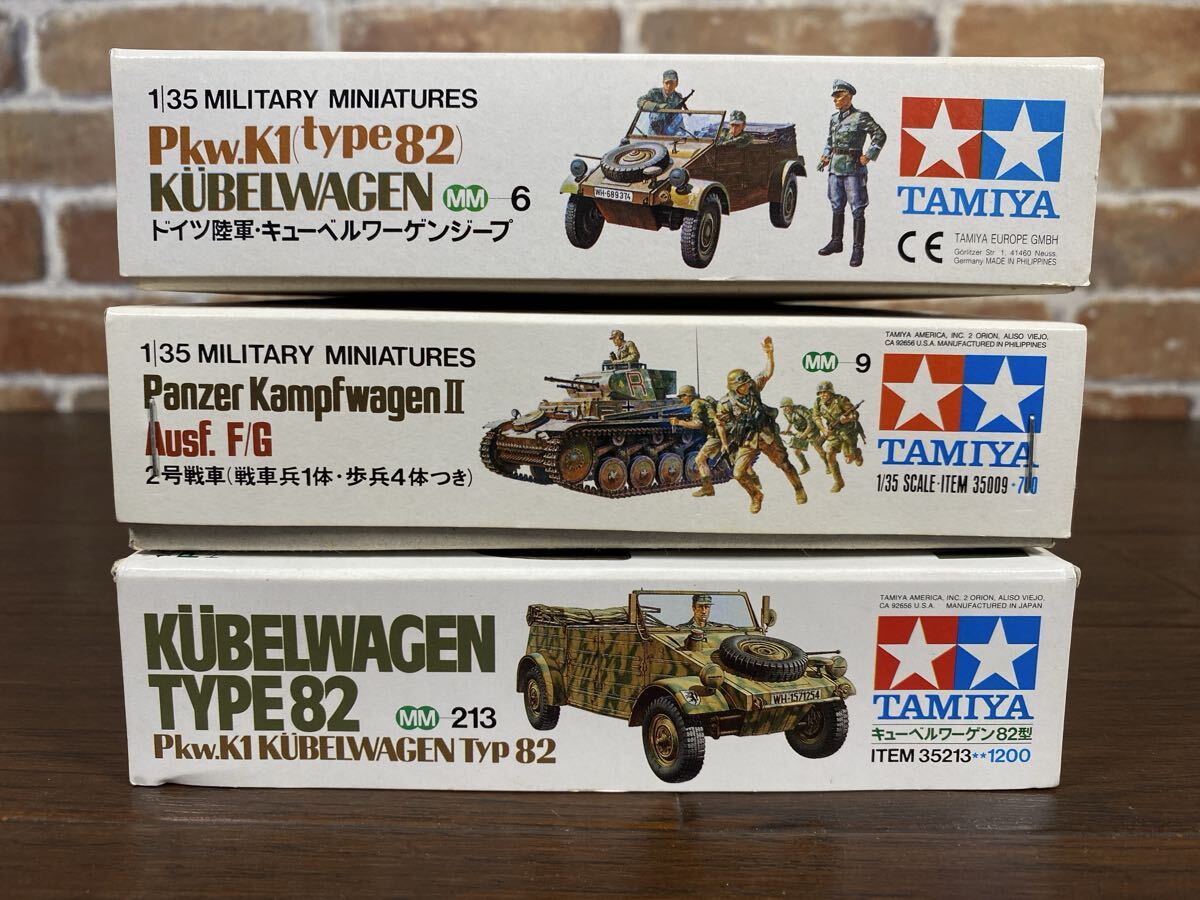 1/35 MILITARY MINIATURES
Pkw.K1(type82)
KÜBELWAGEN MM 6
ドイツ陸軍・キューベルワーゲンジープ
WH-689374
TAMIYA
CE TAMIYA EUROPE GMBH
Görlitzer Str. 1, 41460 Neuss,
Germany MADE IN PHILIPPINES
1/35 MILITARY MINIATURES
Panzer Kampfwagen II
Ausf. F/G
2号戦車(戦車兵1体・歩兵4体つき)
R
MM 9
TAMIYA AMERICA, INC. 2 ORION, ALISO VIEJO,
CA 92656 U.S.A. MANUFACTURED IN PHILIPPINES
TAMIYA
1/35 SCALE·ITEM 35009·700
KÜBELWAGEN
TYPE 82 MM 213
Pkw.K1 KÜBELWAGEN Typ 82
WH-1571254
TAMIYA AMERICA, INC. 2 ORION, ALISO VIEJO,
CA 92656 U.S.A. MANUFACTURED IN JAPAN
TAMIYA
キューベルワーゲン82型
ITEM 35213**1200